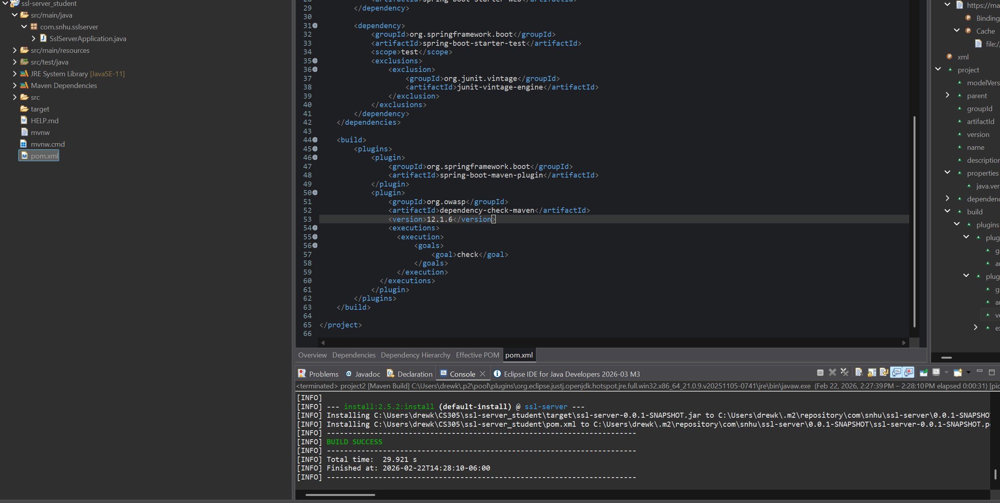 ssl-server_student
src/main/java
com.snhu.sslserver
SslServerApplication.java
src/main/resources
src/test/java
JRE System Library [JavaSE-11]
Maven Dependencies
src
target
HELP.md
mvnw
mvnw.cmd
pom.xml
28 <artifactId>spring-boot-starter-web</artifactId>
29 </dependency>
30
31 <dependency>
32 <groupId>org.springframework.boot</groupId>
33 <artifactId>spring-boot-starter-test</artifactId>
34 <scope>test</scope>
35 <exclusions>
36 <exclusion>
37 <groupId>org.junit.vintage</groupId>
38 <artifactId>junit-vintage-engine</artifactId>
39 </exclusion>
40 </exclusions>
41 </dependency>
42 </dependencies>
43
44 <build>
45 <plugins>
46 <plugin>
47 <groupId>org.springframework.boot</groupId>
48 <artifactId>spring-boot-maven-plugin</artifactId>
49 </plugin>
50 <plugin>
51 <groupId>org.owasp</groupId>
52 <artifactId>dependency-check-maven</artifactId>
53 <version>12.1.6</version>
54 <executions>
55 <execution>
56 <goals>
57 <goal>check</goal>
58 </goals>
59 </execution>
60 </executions>
61 </plugin>
62 </plugins>
63 </build>
64
65 </project>
66
Overview Dependencies Dependency Hierarchy Effective POM pom.xml
https://ma
Binding
Cache
file:/
xml
project
modelVers
parent
groupId
artifactId
version
name
description
properties
java.ver
dependenc
build
plugins
plug
g
ar
plug
g
ar
ve
ex
Problems Javadoc Declaration Console Eclipse IDE for Java Developers 2026-03 M3
<terminated> project2 [Maven Build] C:\Users\drewk\.p2\pool\plugins\org.eclipse.justj.openjdk.hotspot.jre.full.win32.x86_64_21.0.9.v20251105-0741\jre\bin\javaw.exe (Feb 22, 2026, 2:27:39 PM – 2:28:10 PM elapsed 0:00:31) [pid
[INFO]
[INFO] --- install:2.5.2:install (default-install) @ ssl-server ---
[INFO] Installing C:\Users\drewk\CS305\ssl-server_student\target\ssl-server-0.0.1-SNAPSHOT.jar to C:\Users\drewk\.m2\repository\com\snhu\ssl-server\0.0.1-SNAPSHO
[INFO] Installing C:\Users\drewk\CS305\ssl-server_student\pom.xml to C:\Users\drewk\.m2\repository\com\snhu\ssl-server\0.0.1-SNAPSHOT\ssl-server-0.0.1-SNAPSHOT.p
[INFO] ------------------------------------------------------------------------
[INFO] BUILD SUCCESS
[INFO] ------------------------------------------------------------------------
[INFO] Total time:  29.921 s
[INFO] Finished at: 2026-02-22T14:28:10-06:00
[INFO] ------------------------------------------------------------------------